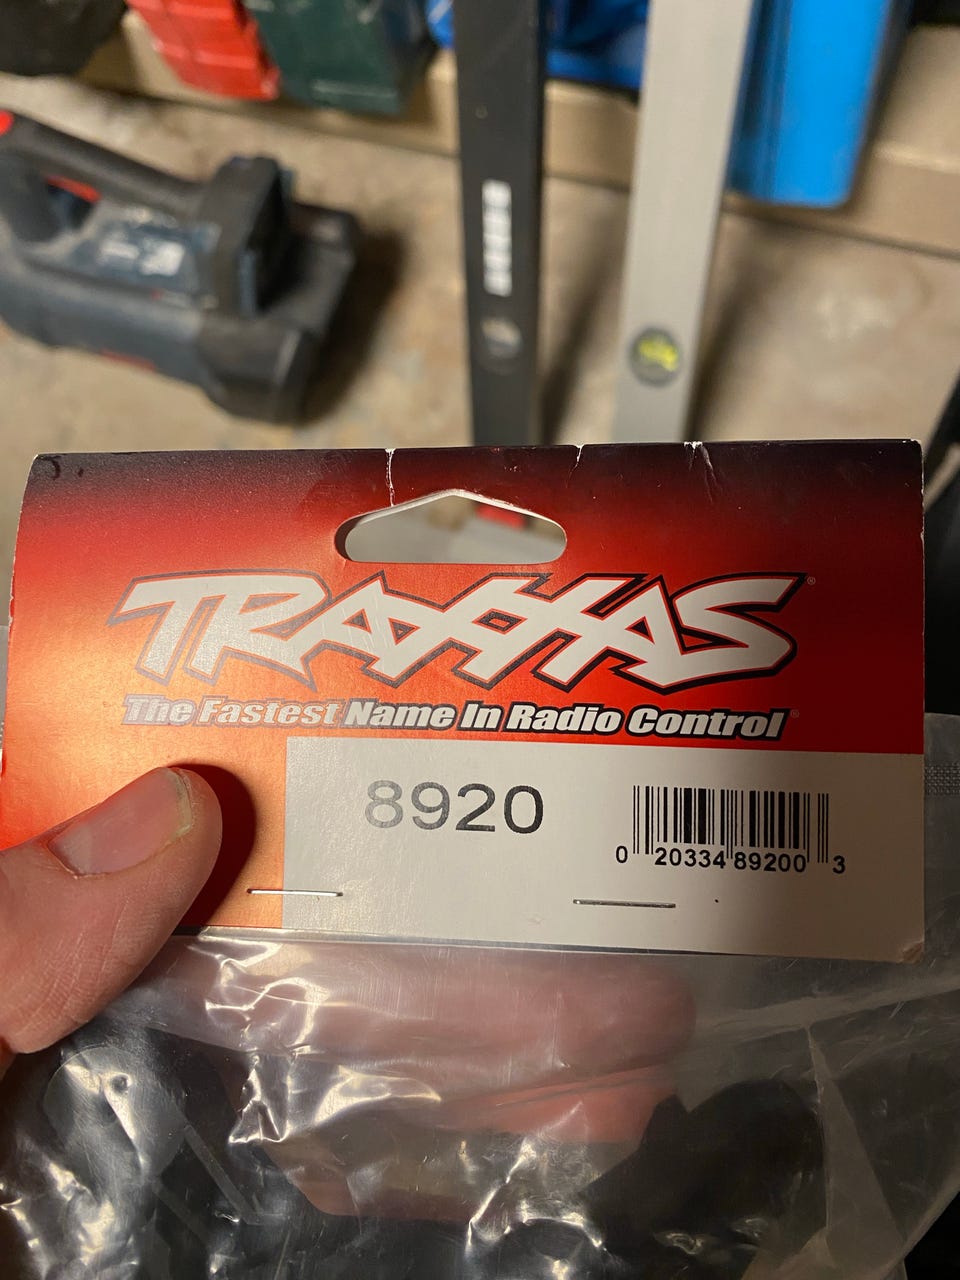 TRAXXAS®
The Fastest Name In Radio Control®
8920
0 20334 89200 3